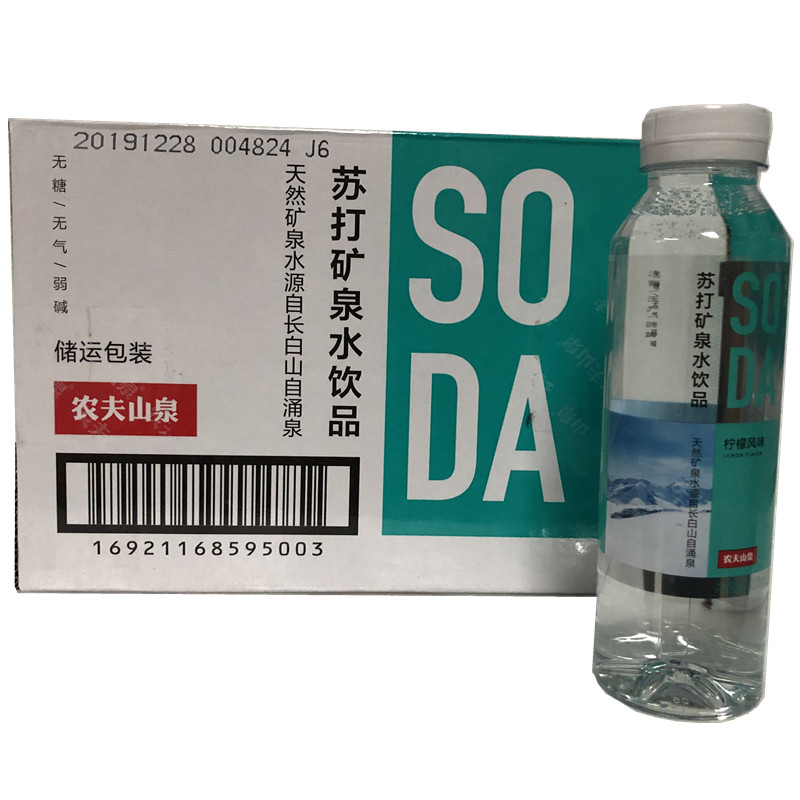 20191228 004824 J6
无糖/无气/弱碱
天然矿泉水源自长白山自涌泉
苏打矿泉水饮品
SO
DA
储运包装
农夫山泉
16921168595003
苏打矿泉水饮品
SO
DA
柠檬风味
天然矿泉水源自长白山自涌泉
农夫山泉